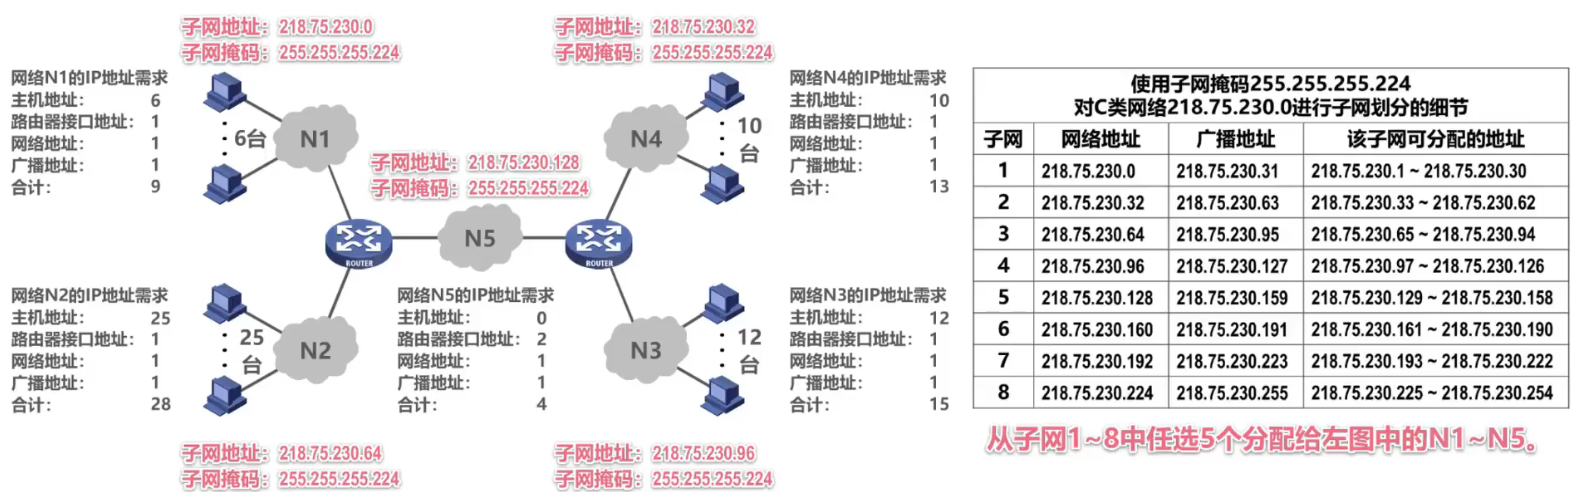 子网地址：218.75.230.0
子网掩码：255.255.255.224
子网地址：218.75.230.32
子网掩码：255.255.255.224
网络N1的IP地址需求
主机地址： 6
路由器接口地址： 1
网络地址： 1
广播地址： 1
合计： 9
6台
N1
N4
10
台
网络N4的IP地址需求
主机地址： 10
路由器接口地址： 1
网络地址： 1
广播地址： 1
合计： 13
子网地址：218.75.230.128
子网掩码：255.255.255.224
ROUTER
N5
ROUTER
网络N2的IP地址需求
主机地址： 25
路由器接口地址： 1
网络地址： 1
广播地址： 1
合计： 28
25
台
N2
网络N5的IP地址需求
主机地址： 0
路由器接口地址： 2
网络地址： 1
广播地址： 1
合计： 4
N3
12
台
网络N3的IP地址需求
主机地址： 12
路由器接口地址： 1
网络地址： 1
广播地址： 1
合计： 15
子网地址：218.75.230.64
子网掩码：255.255.255.224
子网地址：218.75.230.96
子网掩码：255.255.255.224
使用子网掩码255.255.255.224
对C类网络218.75.230.0进行子网划分的细节
子网 网络地址 广播地址 该子网可分配的地址
1 218.75.230.0 218.75.230.31 218.75.230.1 ~ 218.75.230.30
2 218.75.230.32 218.75.230.63 218.75.230.33 ~ 218.75.230.62
3 218.75.230.64 218.75.230.95 218.75.230.65 ~ 218.75.230.94
4 218.75.230.96 218.75.230.127 218.75.230.97 ~ 218.75.230.126
5 218.75.230.128 218.75.230.159 218.75.230.129 ~ 218.75.230.158
6 218.75.230.160 218.75.230.191 218.75.230.161 ~ 218.75.230.190
7 218.75.230.192 218.75.230.223 218.75.230.193 ~ 218.75.230.222
8 218.75.230.224 218.75.230.255 218.75.230.225 ~ 218.75.230.254
从子网1~8中任选5个分配给左图中的N1~N5。